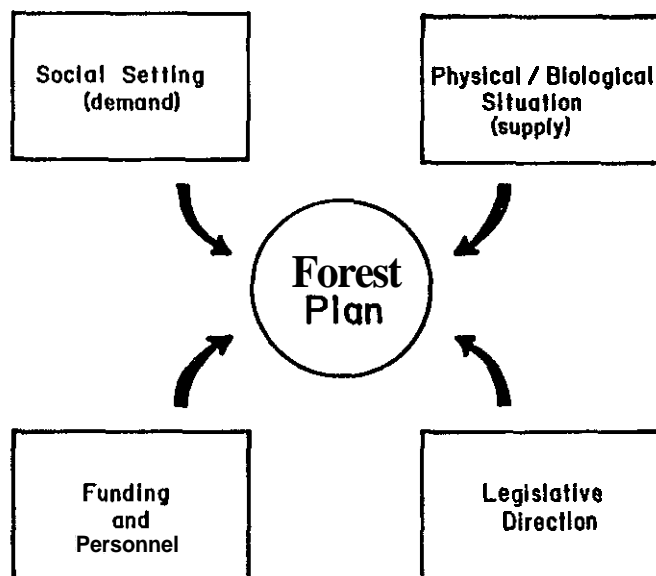 Social Setting
(demand)
Physical / Biological
Situation
(supply)
Forest
Plan
Funding
and
Personnel
Legislative
Direction